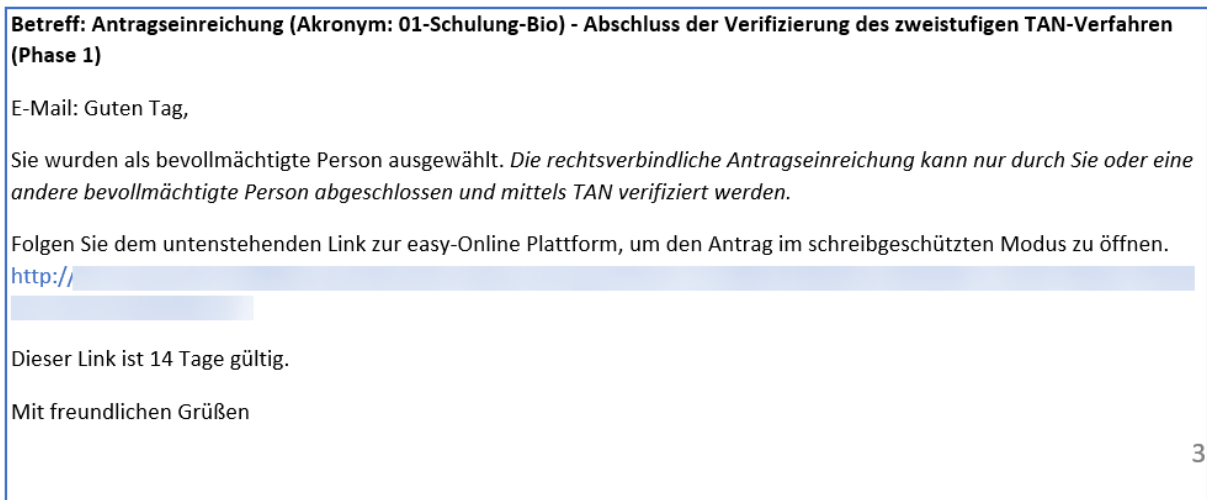 Betreff: Antragseinreichung (Akronym: 01-Schulung-Bio) - Abschluss der Verifizierung des zweistufigen TAN-Verfahren
(Phase 1)
E-Mail: Guten Tag,
Sie wurden als bevollmächtigte Person ausgewählt. Die rechtsverbindliche Antragseinreichung kann nur durch Sie oder eine
andere bevollmächtigte Person abgeschlossen und mittels TAN verifiziert werden.
Folgen Sie dem untenstehenden Link zur easy-Online Plattform, um den Antrag im schreibgeschützten Modus zu öffnen.
http://
Dieser Link ist 14 Tage gültig.
Mit freundlichen Grüßen
3